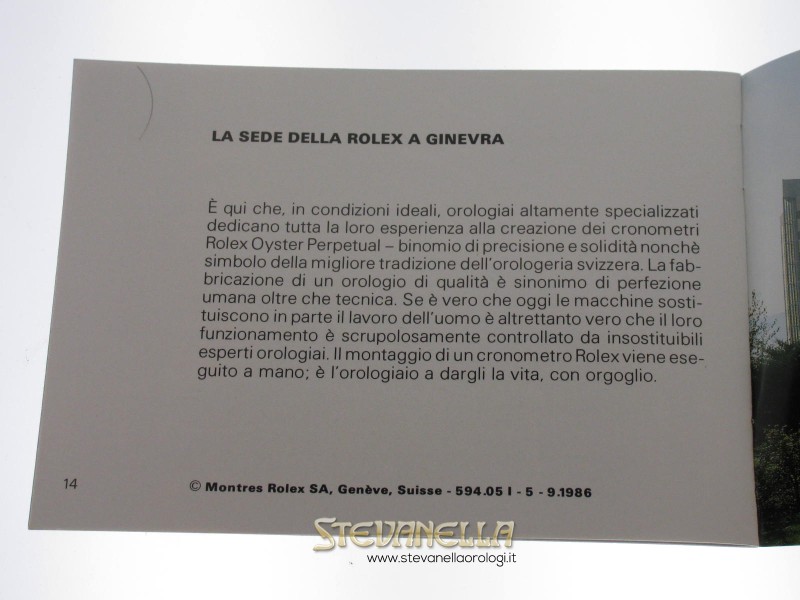 LA SEDE DELLA ROLEX A GINEVRA
È qui che, in condizioni ideali, orologiai altamente specializzati
dedicano tutta la loro esperienza alla creazione dei cronometri
Rolex Oyster Perpetual – binomio di precisione e solidità nonchè
simbolo della migliore tradizione dell'orologeria svizzera. La fab-
bricazione di un orologio di qualità è sinonimo di perfezione
umana oltre che tecnica. Se è vero che oggi le macchine sosti-
tuiscono in parte il lavoro dell'uomo è altrettanto vero che il loro
funzionamento è scrupolosamente controllato da insostituibili
esperti orologiai. Il montaggio di un cronometro Rolex viene ese-
guito a mano; è l'orologiaio a dargli la vita, con orgoglio.
14
© Montres Rolex SA, Genève, Suisse - 594.05 I - 5 - 9.1986
STEVANELLA
www.stevanellaorologi.it